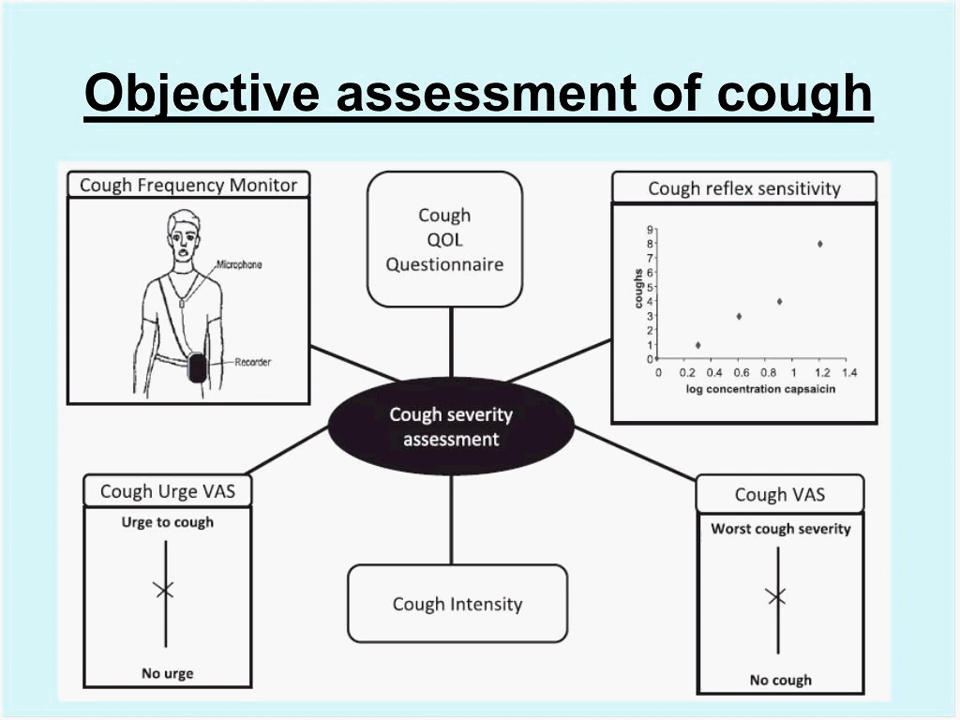 Objective assessment of cough
Cough Frequency Monitor
Microphone
Recorder
Cough
QOL
Questionnaire
Cough reflex sensitivity
coughs
9
8
7
6
5
4
3
2
1
0
0 0.2 0.4 0.6 0.8 1 1.2 1.4
log concentration capsaicin
Cough severity
assessment
Cough Urge VAS
Urge to cough
No urge
Cough Intensity
Cough VAS
Worst cough severity
No cough